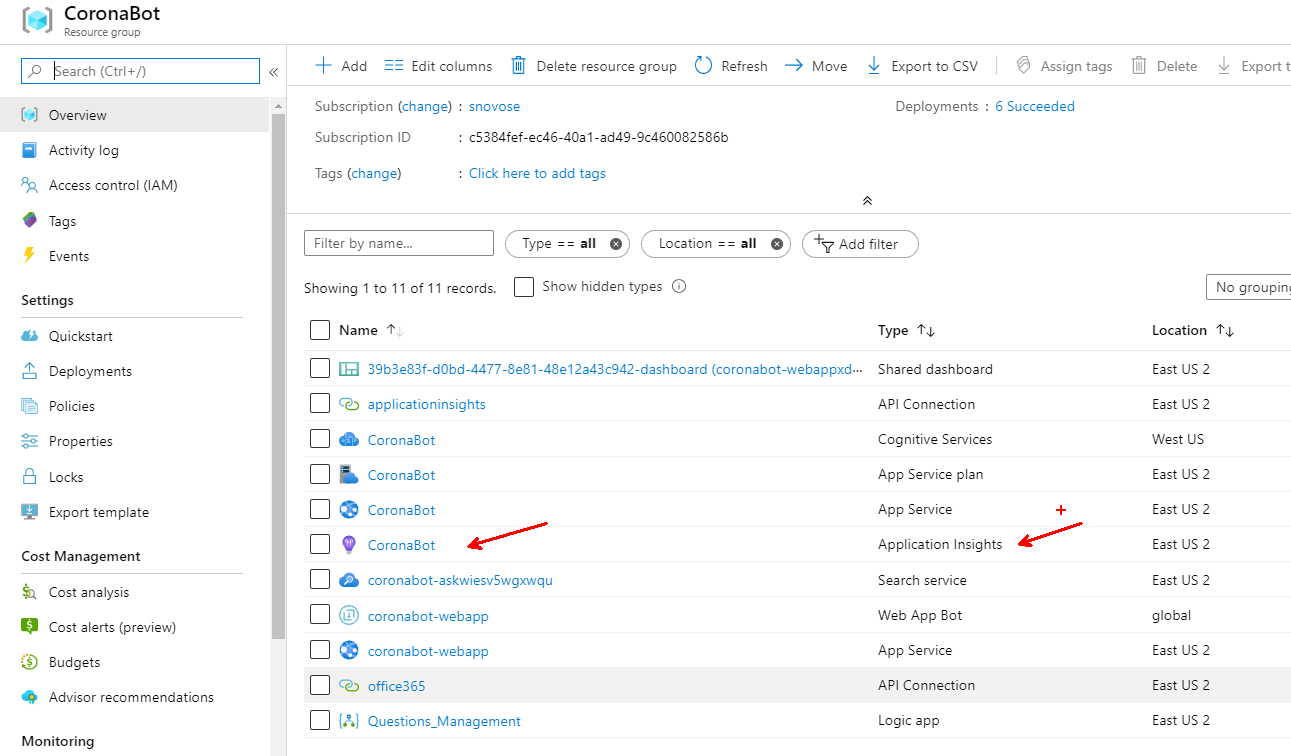 CoronaBot
Resource group
Search (Ctrl+/)
«
Overview
Activity log
Access control (IAM)
Tags
Events
Settings
Quickstart
Deployments
Policies
Properties
Locks
Export template
Cost Management
Cost analysis
Cost alerts (preview)
Budgets
Advisor recommendations
Monitoring
Add Edit columns Delete resource group Refresh Move Export to CSV Assign tags Delete Export t
Subscription (change) : snovose Deployments : 6 Succeeded
Subscription ID : c5384fef-ec46-40a1-ad49-9c460082586b
Tags (change) : Click here to add tags
Filter by name... Type == all Location == all Add filter
Showing 1 to 11 of 11 records. Show hidden types No grouping
Name Type Location
39b3e83f-d0bd-4477-8e81-48e12a43c942-dashboard (coronabot-webappxd... Shared dashboard East US 2
applicationinsights API Connection East US 2
CoronaBot Cognitive Services West US
CoronaBot App Service plan East US 2
CoronaBot App Service East US 2
CoronaBot Application Insights East US 2
coronabot-askwiesv5wgxwqu Search service East US 2
coronabot-webapp Web App Bot global
coronabot-webapp App Service East US 2
office365 API Connection East US 2
Questions_Management Logic app East US 2